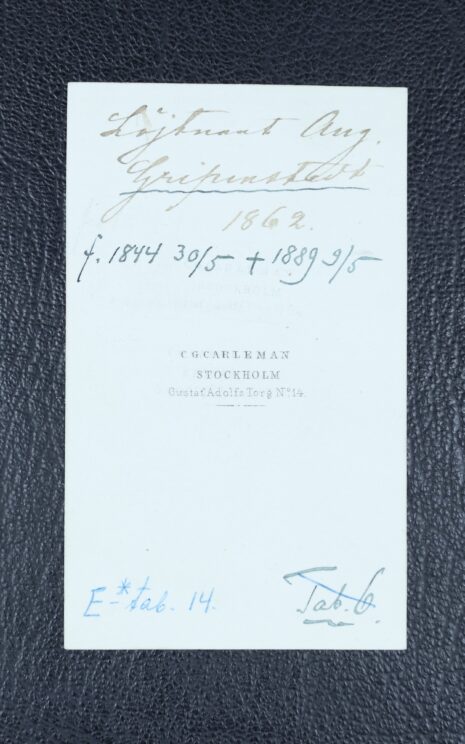 Löjtnant Aug.
Gripenstedt
1862.
f. 1844 30/5 + 1889 9/5
C G CARLEMAN
STOCKHOLM
Gustaf Adolfs Torg Nº 14.
E-* tab. 14.
Tab. 6.